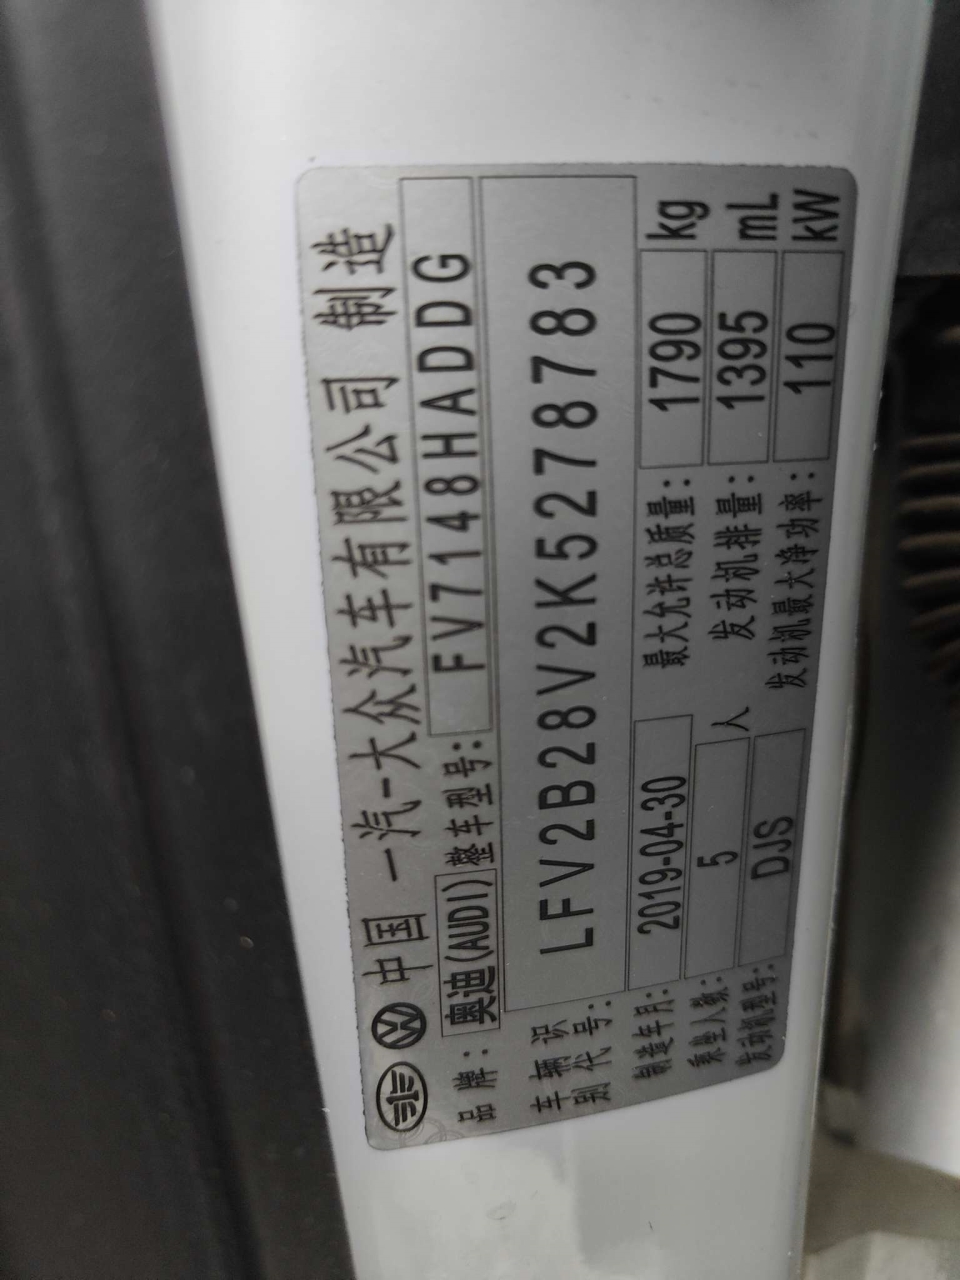 中国 一汽-大众汽车有限公司 制造
品牌: 奥迪(AUDI) 整车型号: FV7148HADDG
车辆识别代号: LFV2B28V2K5278783
制造年月: 2019-04-30 最大允许总质量: 1790 kg
乘坐人数: 5 人 发动机排量: 1395 mL
发动机型号: DJS 发动机最大净功率: 110 kW